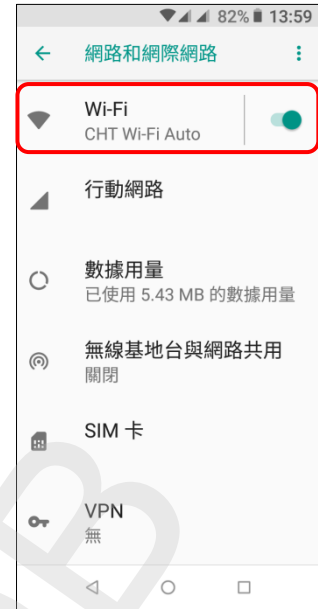 82% 13:59
網路和網際網路
Wi-Fi
CHT Wi-Fi Auto
行動網路
數據用量
已使用 5.43 MB 的數據用量
無線基地台與網路共用
關閉
SIM 卡
VPN
無